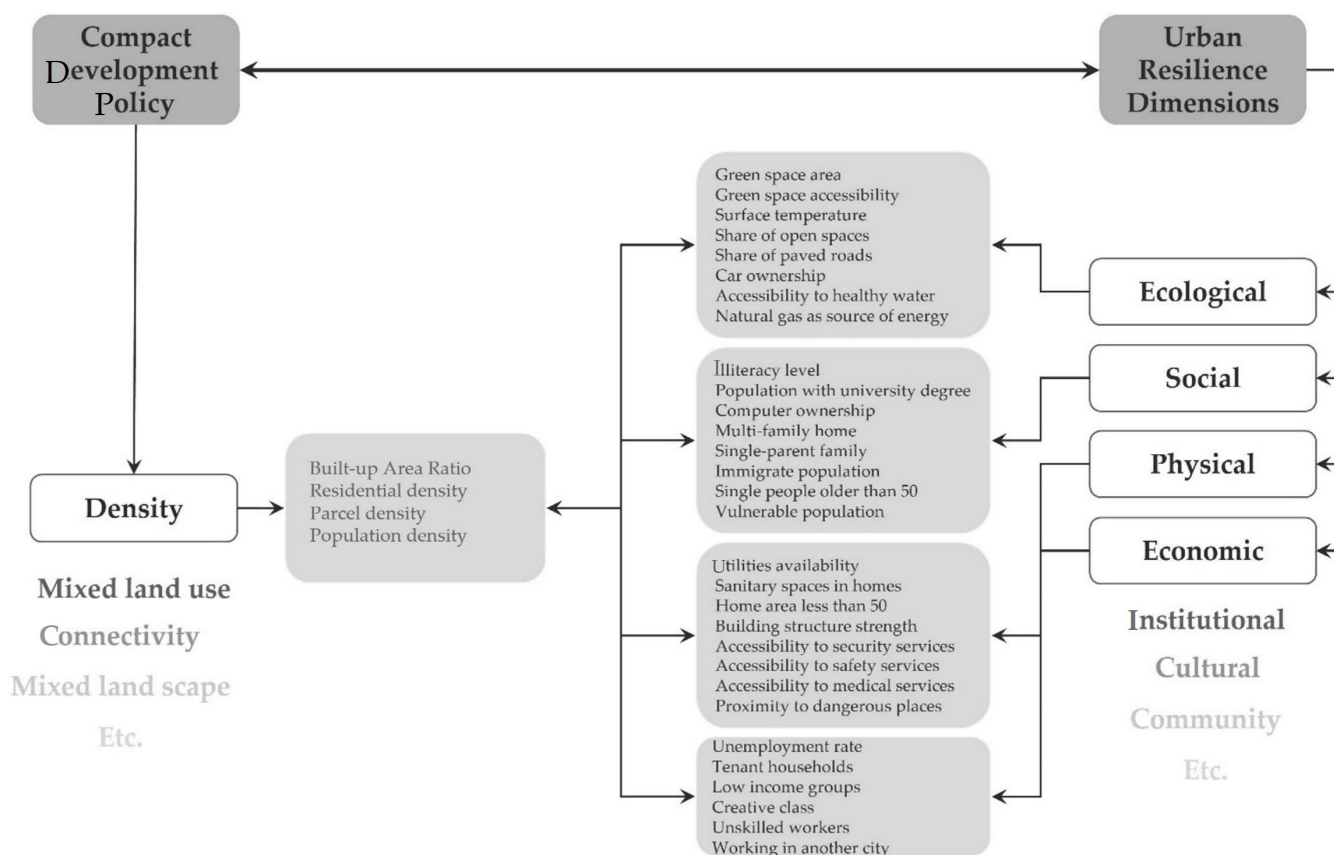 Compact
Development
Policy
Urban
Resilience
Dimensions
Green space area
Green space accessibility
Surface temperature
Share of open spaces
Share of paved roads
Car ownership
Accessibility to healthy water
Natural gas as source of energy
Ecological
Illiteracy level
Population with university degree
Computer ownership
Multi-family home
Single-parent family
Immigrate population
Single people older than 50
Vulnerable population
Social
Physical
Built-up Area Ratio
Residential density
Parcel density
Population density
Density
Economic
Utilities availability
Sanitary spaces in homes
Home area less than 50
Building structure strength
Accessibility to security services
Accessibility to safety services
Accessibility to medical services
Proximity to dangerous places
Mixed land use
Connectivity
Mixed land scape
Etc.
Institutional
Cultural
Community
Etc.
Unemployment rate
Tenant households
Low income groups
Creative class
Unskilled workers
Working in another city